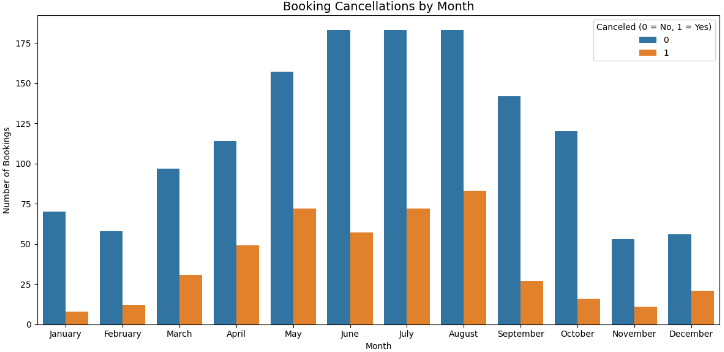 Booking Cancellations by Month
Canceled (0 = No, 1 = Yes)
0
1
Number of Bookings
175
150
125
100
75
50
25
0
January February March April May June July August September October November December
Month